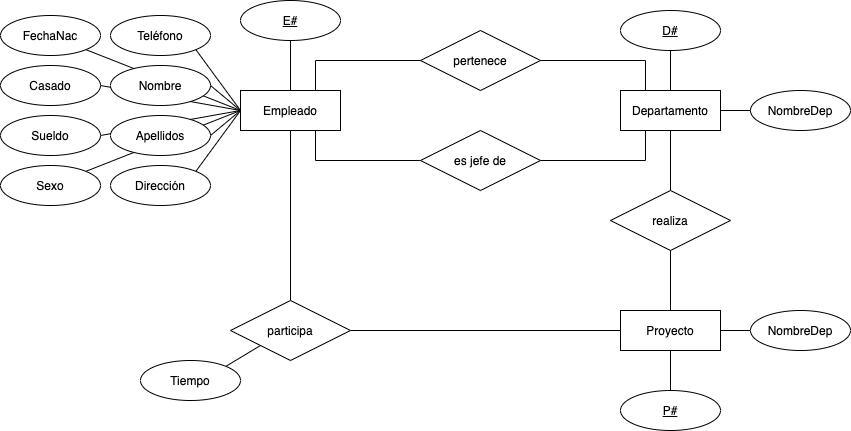 E#
FechaNac
Teléfono
D#
pertenece
Casado
Nombre
Empleado
Departamento
NombreDep
Sueldo
Apellidos
es jefe de
Sexo
Dirección
realiza
participa
Proyecto
NombreDep
Tiempo
P#